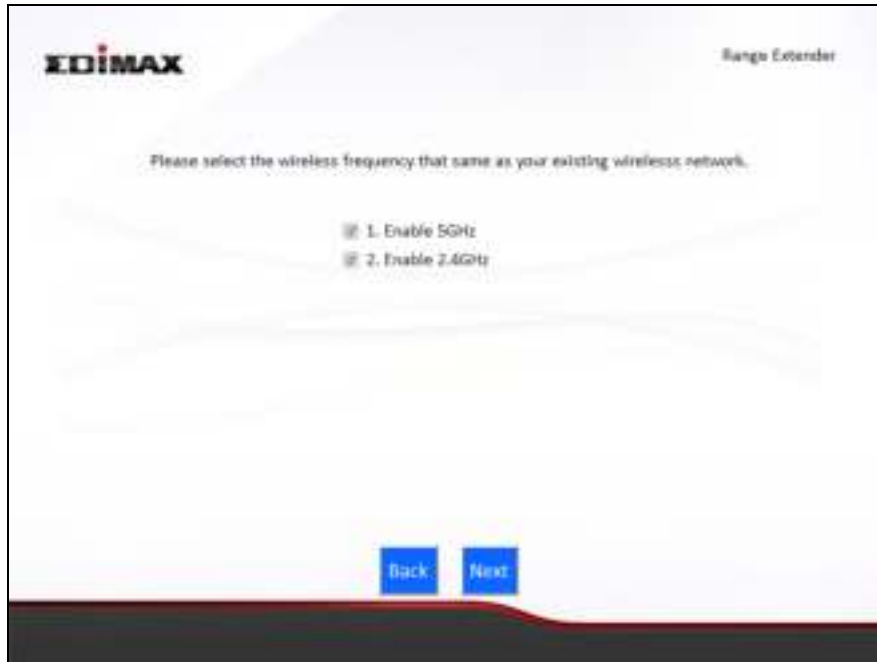 EDIMAX
Range Extender
Please select the wireless frequency that same as your existing wirelesss network.
1. Enable 5GHz
2. Enable 2.4GHz
Back
Next